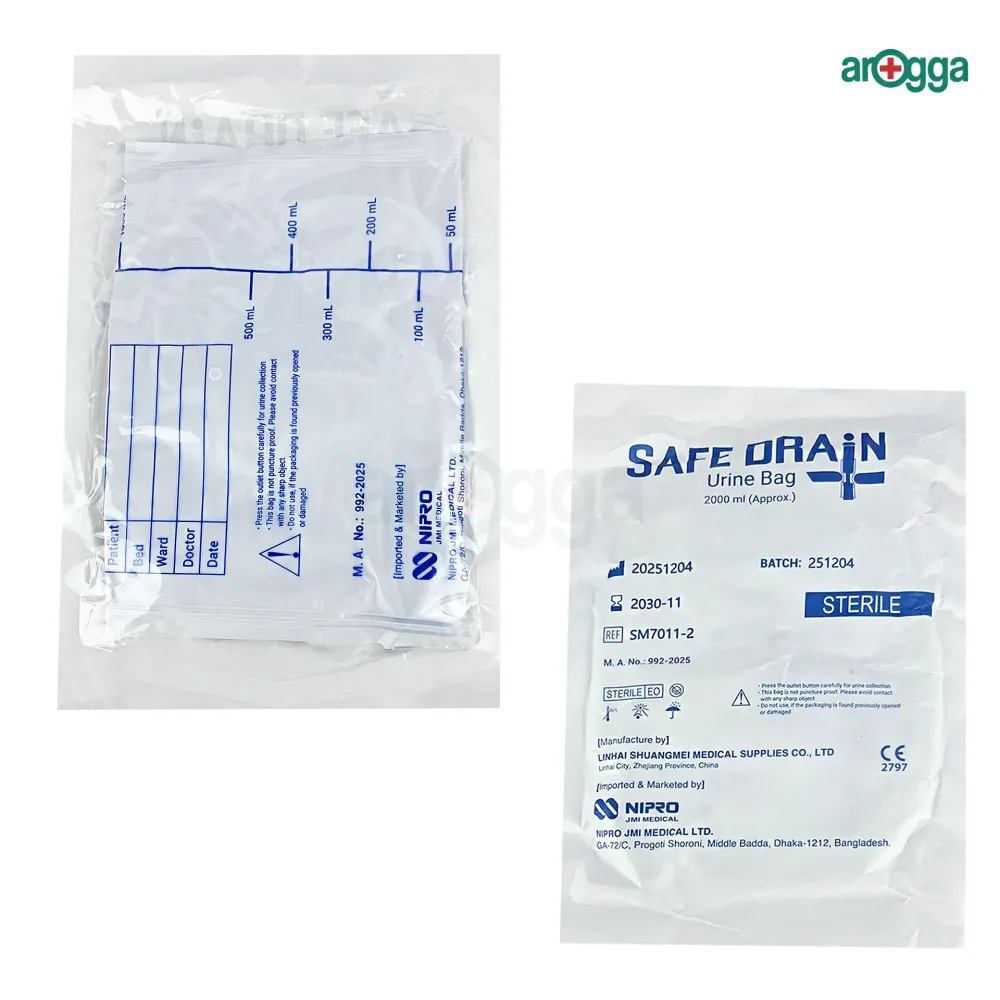 arogga
400 mL
200 mL
50 mL
500 mL
300 mL
100 mL
Patient
Bed
Ward
Doctor
Date
* Press the outlet button carefully for urine collection
* This bag is not puncture proof. Please avoid contact
with any sharp object
* Do not use, if the packaging is found previously opened
or damaged
M. A. No.: 992-2025
[Imported & Marketed by]
NIPRO
JMI MEDICAL
NIPRO JMI MEDICAL LTD.
SAFE DRAiN
Urine Bag
2000 ml (Approx.)
20251204
BATCH: 251204
2030-11
STERILE
REF SM7011-2
M. A. No.: 992-2025
STERILE EO
- Press the outlet button carefully for urine collection
- This bag is not puncture proof. Please avoid contact
with any sharp object
- Do not use, if the packaging is found previously opened
or damaged
[Manufacture by]
LINHAI SHUANGMEI MEDICAL SUPPLIES CO., LTD
Linhai City, Zhejiang Province, China
CE
2797
[Imported & Marketed by]
NIPRO
JMI MEDICAL
NIPRO JMI MEDICAL LTD.
GA-72/C, Progoti Shoroni, Middle Badda, Dhaka-1212, Bangladesh.